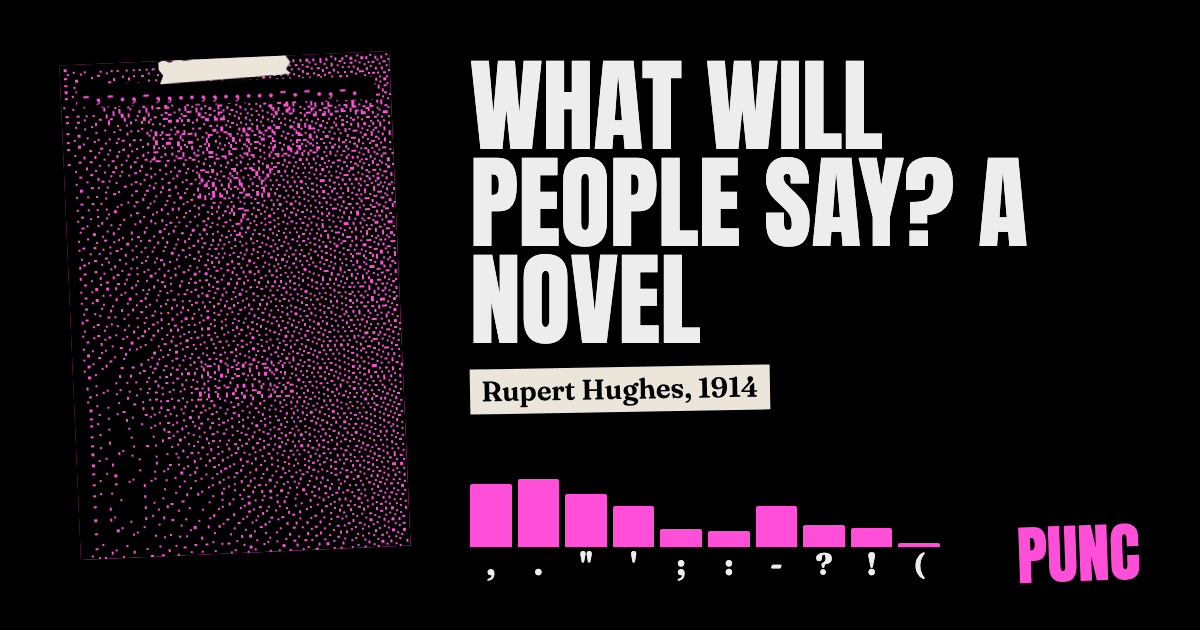 WHAT WILL
PEOPLE SAY? A
NOVEL
Rupert Hughes, 1914
, . " ' ; : - ? ! (
PUNC